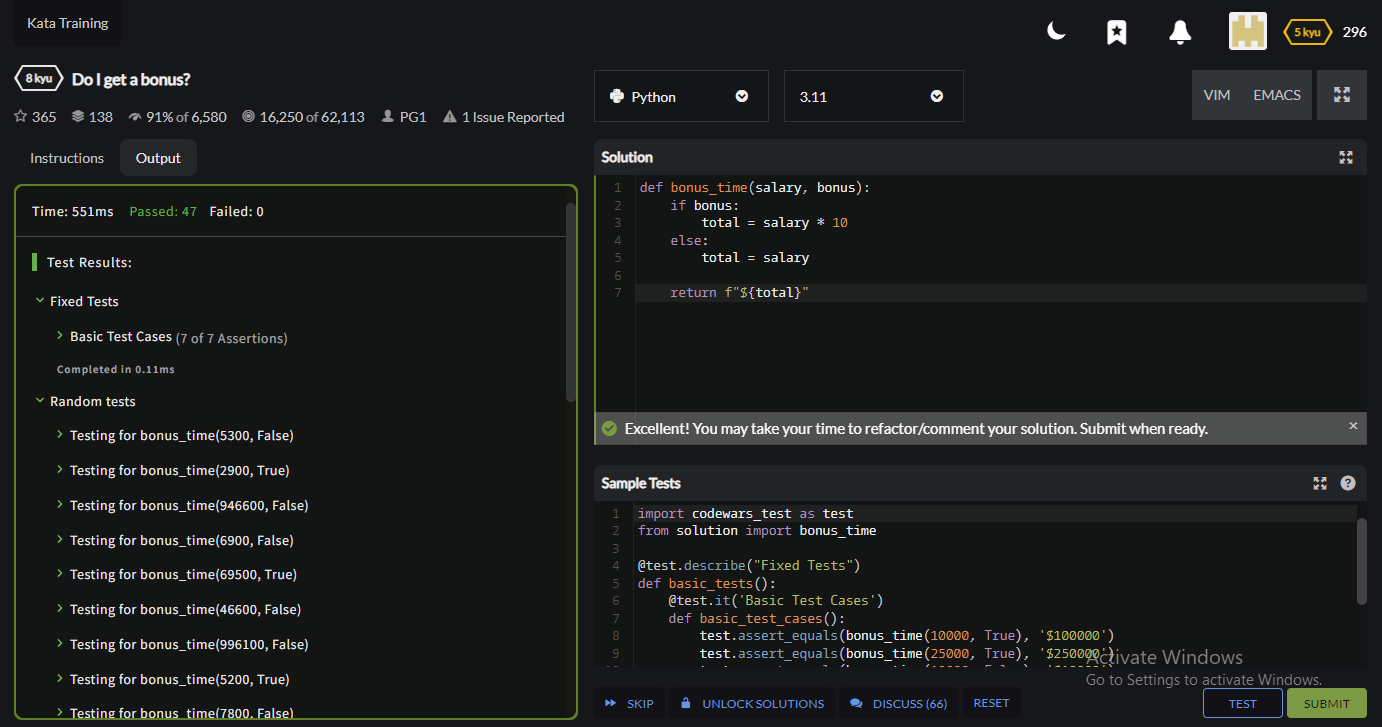 Kata Training
5 kyu 296
8 kyu Do I get a bonus?
365 138 91% of 6,580 16,250 of 62,113 PG1 1 Issue Reported
Python 3.11 VIM EMACS
Instructions Output
Time: 551ms Passed: 47 Failed: 0
Test Results:
Fixed Tests
Basic Test Cases (7 of 7 Assertions)
Completed in 0.11ms
Random tests
Testing for bonus_time(5300, False)
Testing for bonus_time(2900, True)
Testing for bonus_time(946600, False)
Testing for bonus_time(6900, False)
Testing for bonus_time(69500, True)
Testing for bonus_time(46600, False)
Testing for bonus_time(996100, False)
Testing for bonus_time(5200, True)
Testing for bonus_time(7800, False)
Solution
1 def bonus_time(salary, bonus):
2 if bonus:
3 total = salary * 10
4 else:
5 total = salary
6
7 return f"${total}"
Excellent! You may take your time to refactor/comment your solution. Submit when ready. ×
Sample Tests ?
1 import codewars_test as test
2 from solution import bonus_time
3
4 @test.describe("Fixed Tests")
5 def basic_tests():
6 @test.it('Basic Test Cases')
7 def basic_test_cases():
8 test.assert_equals(bonus_time(10000, True), '$100000')
9 test.assert_equals(bonus_time(25000, True), '$250000')
Activate Windows
Go to Settings to activate Windows.
SKIP UNLOCK SOLUTIONS DISCUSS (66) RESET TEST SUBMIT